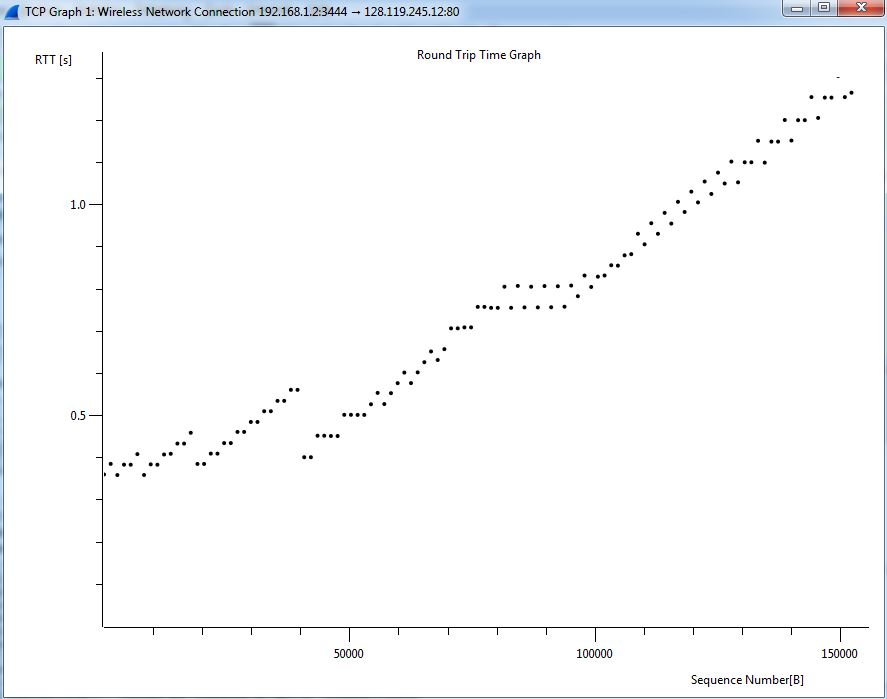 TCP Graph 1: Wireless Network Connection 192.168.1.2:3444 → 128.119.245.12:80
Round Trip Time Graph
RTT [s]
1.0
0.5
50000
100000
150000
Sequence Number[B]